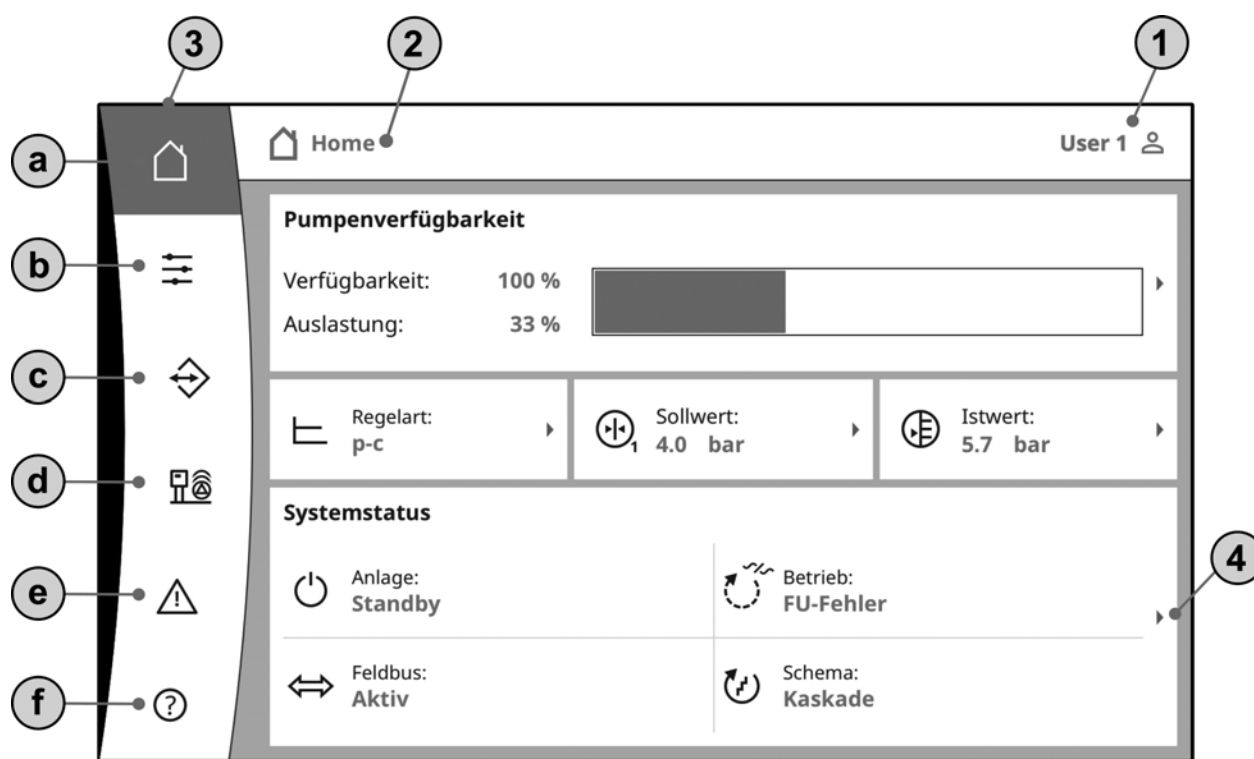 3
2
1
a
Home
User 1
Pumpenverfügbarkeit
b
Verfügbarkeit: 100 %
Auslastung: 33 %
c
Regelart:
p-c
1
Sollwert:
4.0 bar
Istwert:
5.7 bar
d
Systemstatus
4
e
Anlage:
Standby
Betrieb:
FU-Fehler
f
?
Feldbus:
Aktiv
Schema:
Kaskade